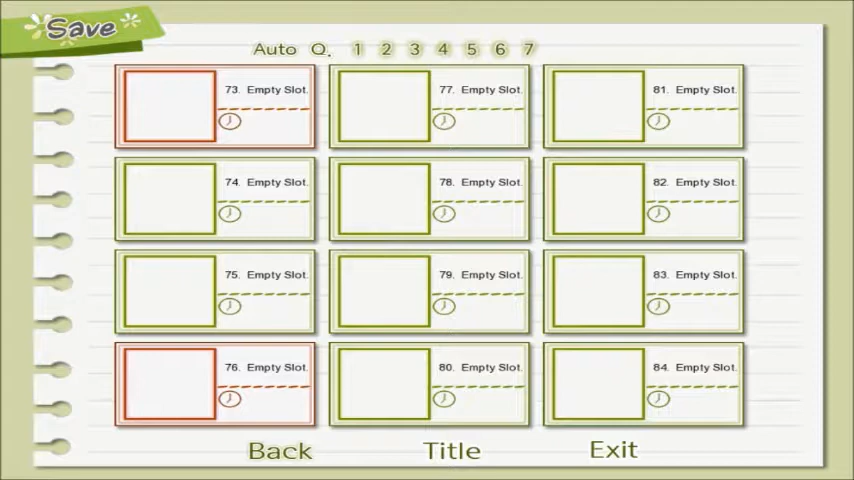 Save
Auto Q. 1 2 3 4 5 6 7
73. Empty Slot.
74. Empty Slot.
75. Empty Slot.
76. Empty Slot.
77. Empty Slot.
78. Empty Slot.
79. Empty Slot.
80. Empty Slot.
81. Empty Slot.
82. Empty Slot.
83. Empty Slot.
84. Empty Slot.
Back Title Exit